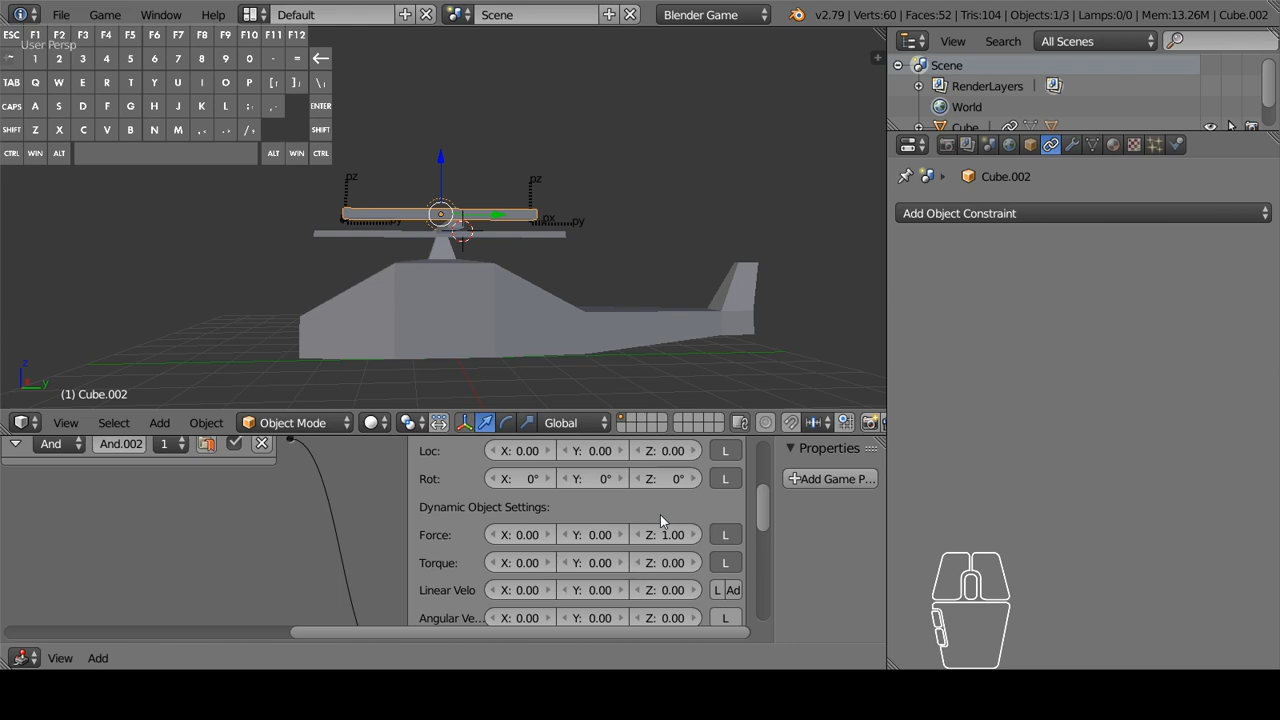 File Game Window Help Default Scene Blender Game v2.79 | Verts:60 | Faces:52 | Tris:104 | Objects:1/3 | Lamps:0/0 | Mem:13.26M | Cube.002
ESC F1 F2 F3 F4 F5 F6 F7 F8 F9 F10 F11 F12
User Persp
1 2 3 4 5 6 7 8 9 0 - =
TAB Q W E R T Y U I O P
CAPS A S D F G H J K L ENTER
SHIFT Z X C V B N M SHIFT
CTRL WIN ALT ALT WIN CTRL
View Search All Scenes
Scene
RenderLayers
World
Cube
Cube.002
Add Object Constraint
pz pz
py px py
z
y
(1) Cube.002
View Select Add Object Object Mode Global
And And.002 1
Loc: X: 0.00 Y: 0.00 Z: 0.00 L
Rot: X: 0° Y: 0° Z: 0° L
Dynamic Object Settings:
Force: X: 0.00 Y: 0.00 Z: 1.00 L
Torque: X: 0.00 Y: 0.00 Z: 0.00 L
Linear Velo X: 0.00 Y: 0.00 Z: 0.00 L Ad
Angular Ve... X: 0.00 Y: 0.00 Z: 0.00 L
Properties
Add Game P...
View Add